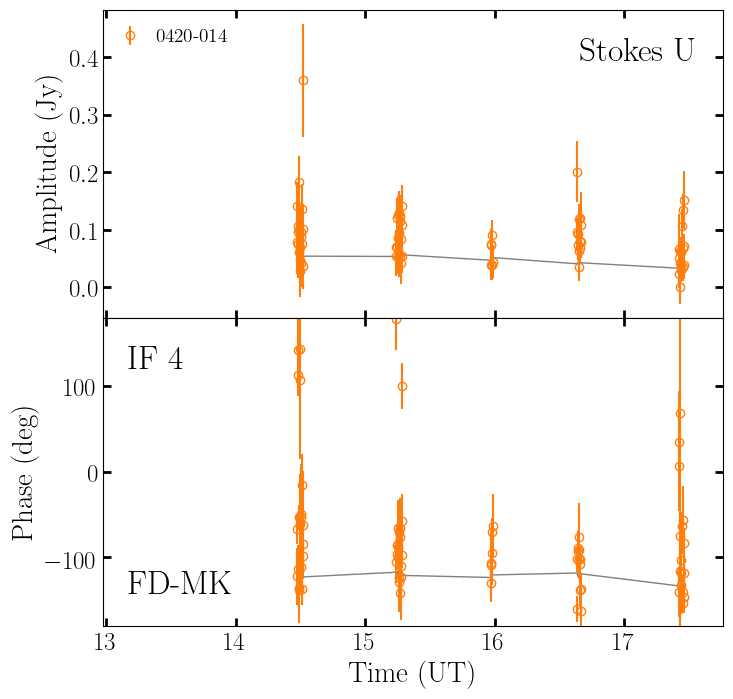 0420-014
Stokes U
0.4
0.3
0.2
0.1
0.0
Amplitude (Jy)
IF 4
100
0
−100
Phase (deg)
FD-MK
13 14 15 16 17
Time (UT)